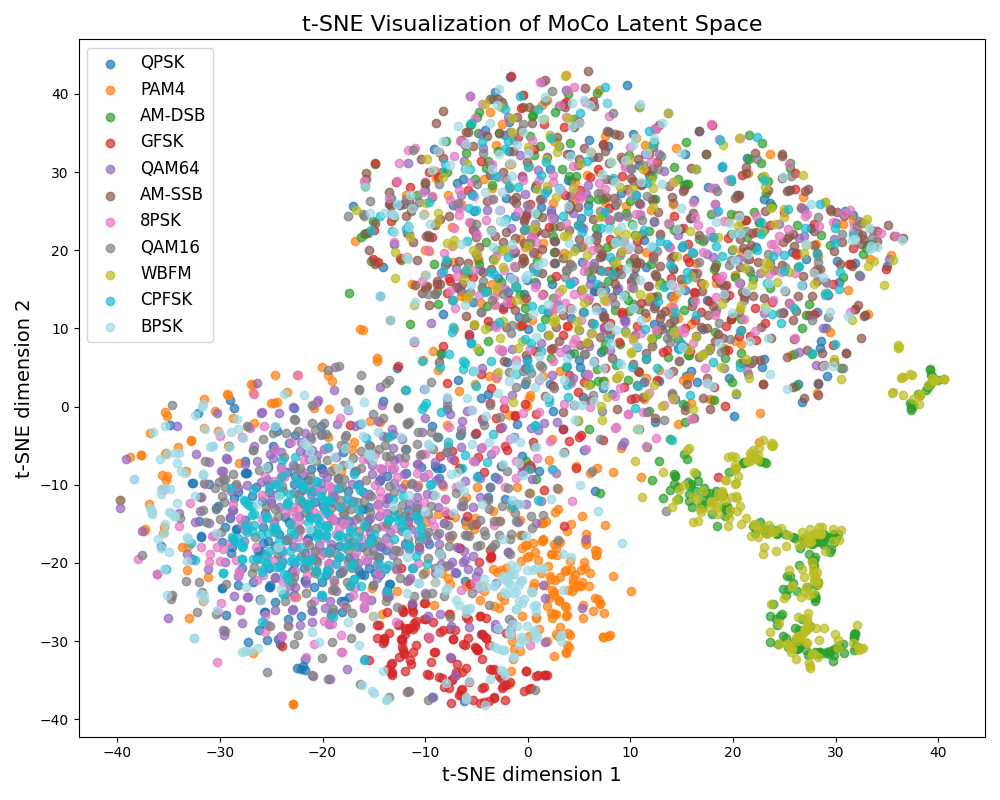 t-SNE Visualization of MoCo Latent Space
QPSK
PAM4
AM-DSB
GFSK
QAM64
AM-SSB
8PSK
QAM16
WBFM
CPFSK
BPSK
40
30
20
10
0
−10
−20
−30
−40
t-SNE dimension 2
−40 −30 −20 −10 0 10 20 30 40
t-SNE dimension 1